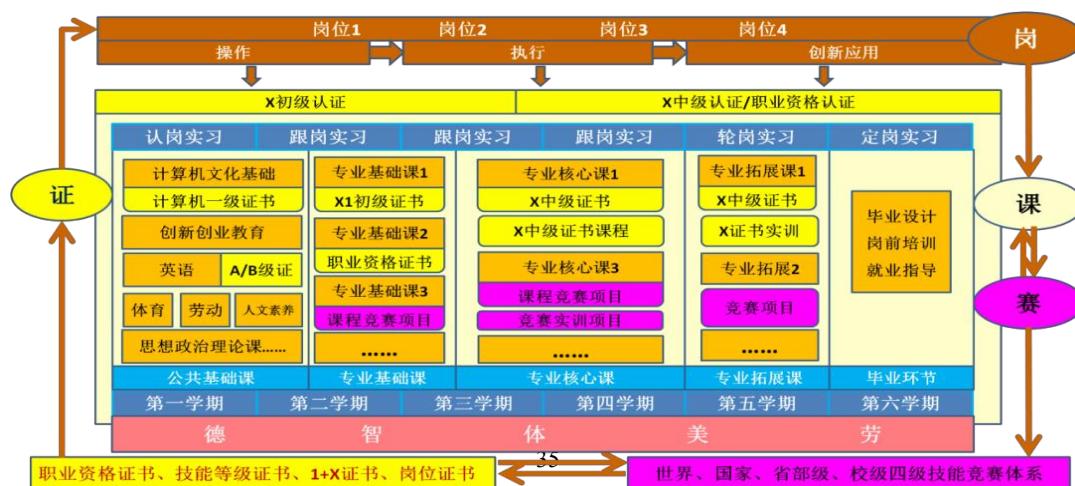 岗位1 岗位2 岗位3 岗位4
岗
操作 执行 创新应用
X初级认证 X中级认证/职业资格认证
认岗实习 跟岗实习 跟岗实习 跟岗实习 轮岗实习 定岗实习
证
课
赛
计算机文化基础
计算机一级证书
创新创业教育
英语 A/B级证
体育 劳动 人文素养
思想政治理论课……
专业基础课1
X1初级证书
专业基础课2
职业资格证书
专业基础课3
课程竞赛项目
……
专业核心课1
X中级证书
X中级证书课程
专业核心课3
课程竞赛项目
竞赛实训项目
……
专业拓展课1
X中级证书
X证书实训
专业拓展2
竞赛项目
……
毕业设计
岗前培训
就业指导
公共基础课 专业基础课 专业核心课 专业拓展课 毕业环节
第一学期 第二学期 第三学期 第四学期 第五学期 第六学期
德 智 体 美 劳
35
职业资格证书、技能等级证书、1+X证书、岗位证书
世界、国家、省部级、校级四级技能竞赛体系